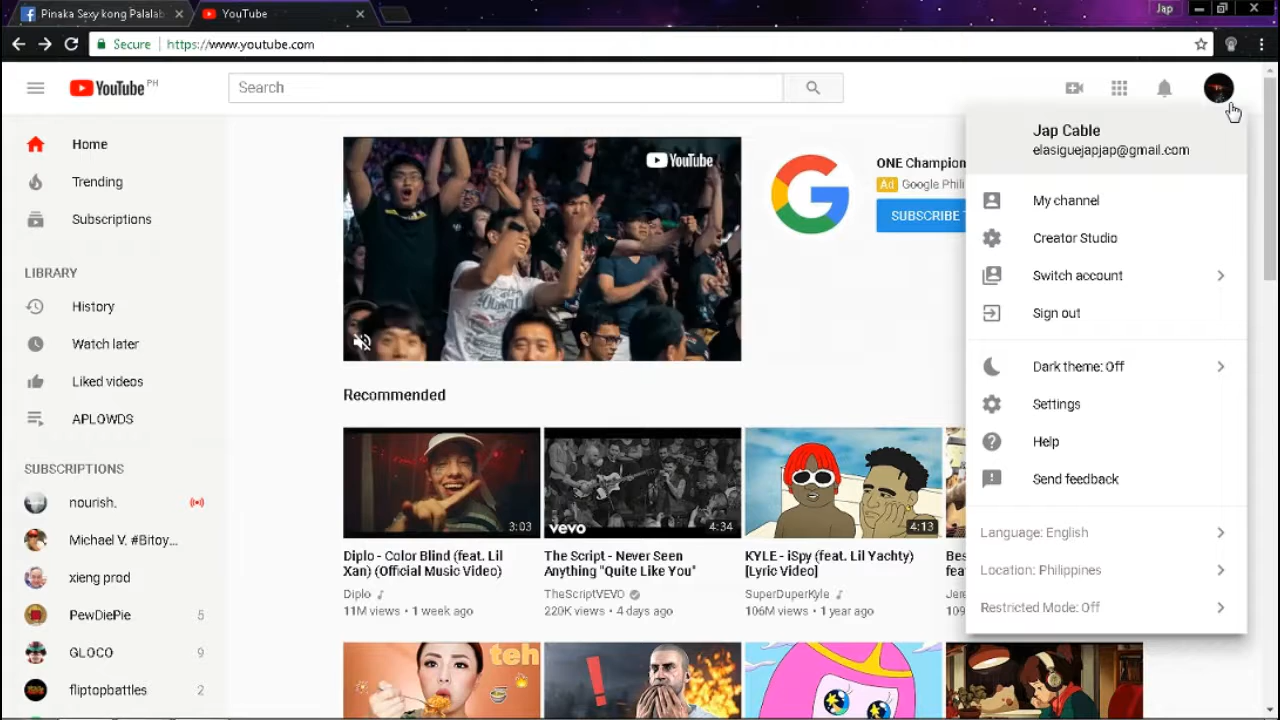 Pinaka Sexy kong Palalab
YouTube
Jap
Secure
https://www.youtube.com
YouTube PH
Search
Home
Trending
Subscriptions
LIBRARY
History
Watch later
Liked videos
APLOWDS
SUBSCRIPTIONS
nourish.
Michael V. #Bitoy...
xieng prod
PewDiePie 5
GLOCO 9
fliptopbattles 2
YouTube
ONE Champion
Ad Google Phili
SUBSCRIBE
Recommended
3:03
vevo 4:34
4:13
Diplo - Color Blind (feat. Lil
Xan) (Official Music Video)
Diplo
11M views • 1 week ago
The Script - Never Seen
Anything "Quite Like You"
TheScriptVEVO
220K views • 4 days ago
KYLE - iSpy (feat. Lil Yachty)
[Lyric Video]
SuperDuperKyle
106M views • 1 year ago
Bes
fea
Jere
109
teh
!
Jap Cable
elasiguejapjap@gmail.com
My channel
Creator Studio
Switch account
Sign out
Dark theme: Off
Settings
Help
Send feedback
Language: English
Location: Philippines
Restricted Mode: Off